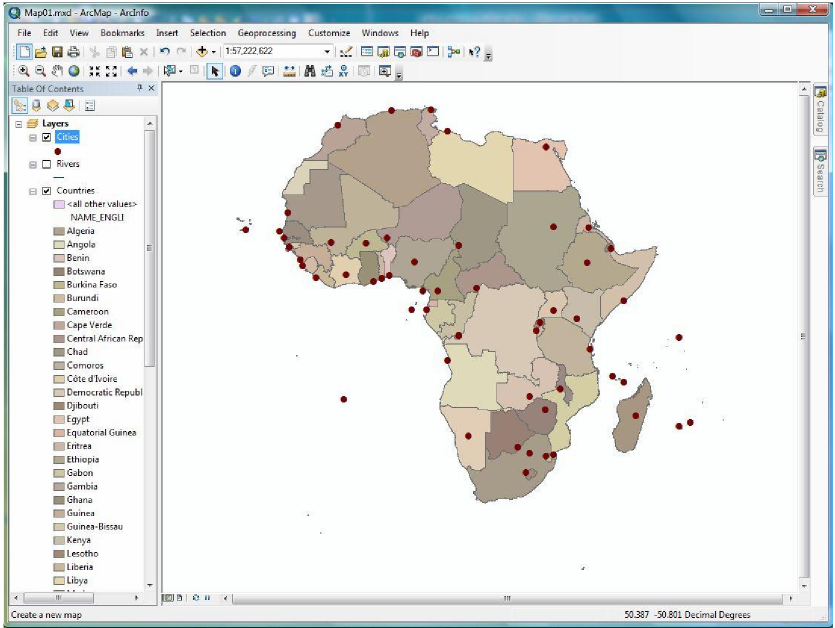 Map01.mxd - ArcMap - ArcInfo
File Edit View Bookmarks Insert Selection Geoprocessing Customize Windows Help
1:57,222,622
Table Of Contents
Layers
Cities
Rivers
Countries
<all other values>
NAME_ENGLI
Algeria
Angola
Benin
Botswana
Burkina Faso
Burundi
Cameroon
Cape Verde
Central African Rep
Chad
Comoros
Côte d'Ivoire
Democratic Republ
Djibouti
Egypt
Equatorial Guinea
Eritrea
Ethiopia
Gabon
Gambia
Ghana
Guinea
Guinea-Bissau
Kenya
Lesotho
Liberia
Libya
Catalog
Search
Create a new map
50.387 -50.801 Decimal Degrees